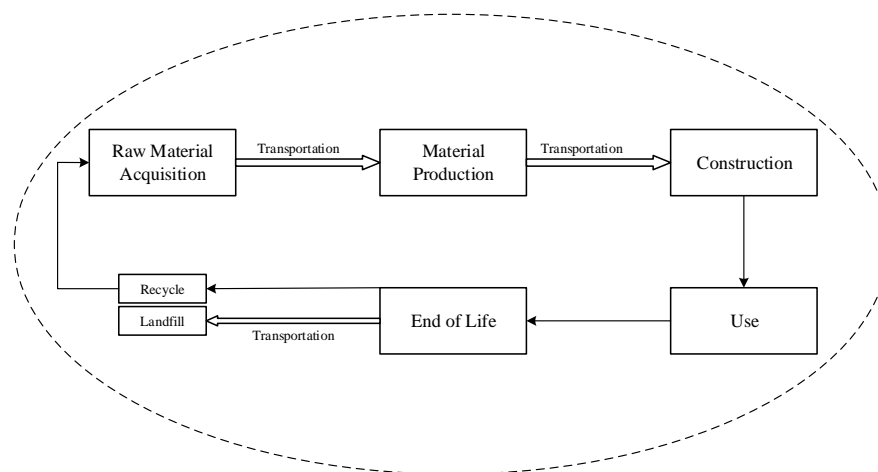 Raw Material
Acquisition
Transportation
Material
Production
Transportation
Construction
Recycle
Landfill
Transportation
End of Life
Use